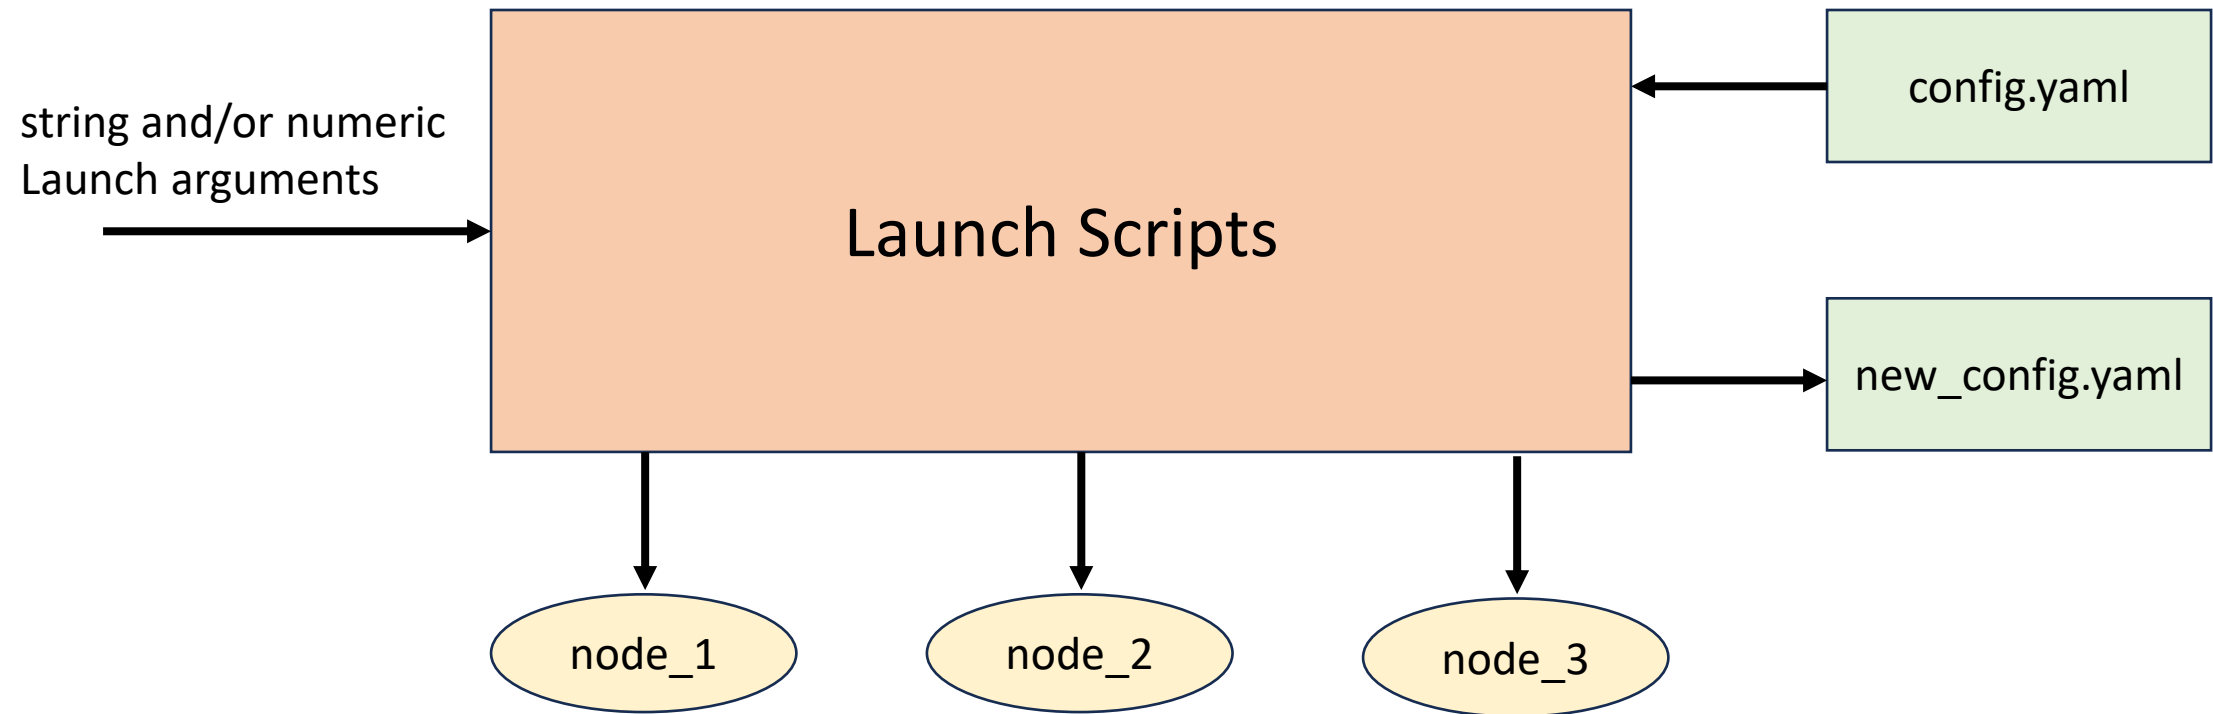 string and/or numeric
Launch arguments
Launch Scripts
config.yaml
new_config.yaml
node_1
node_2
node_3